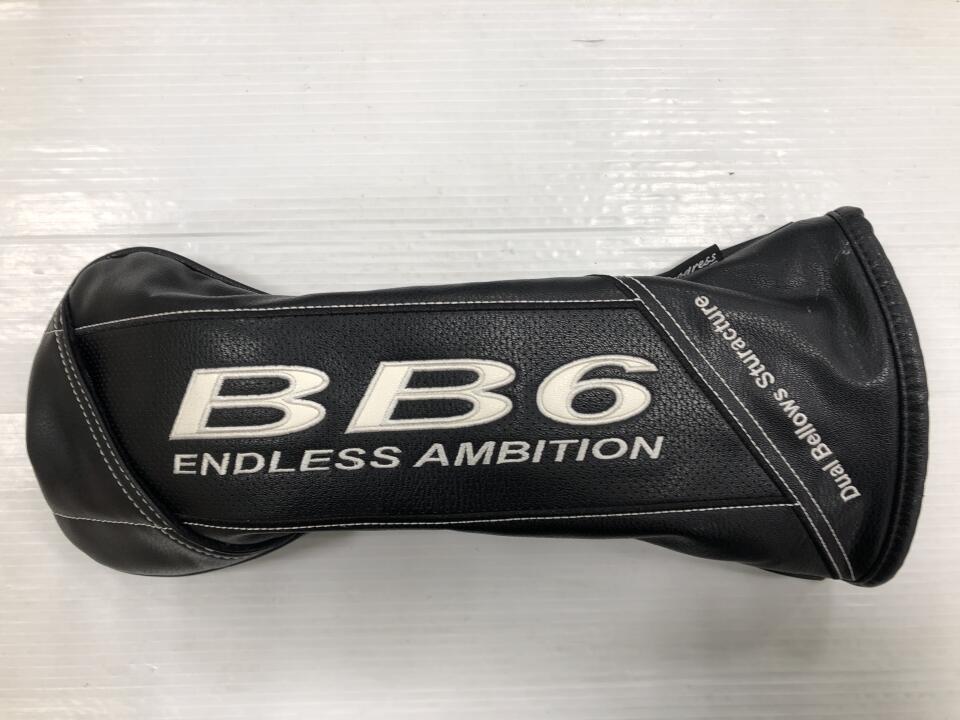 BB6
ENDLESS AMBITION
Dual Bellows Sturacture